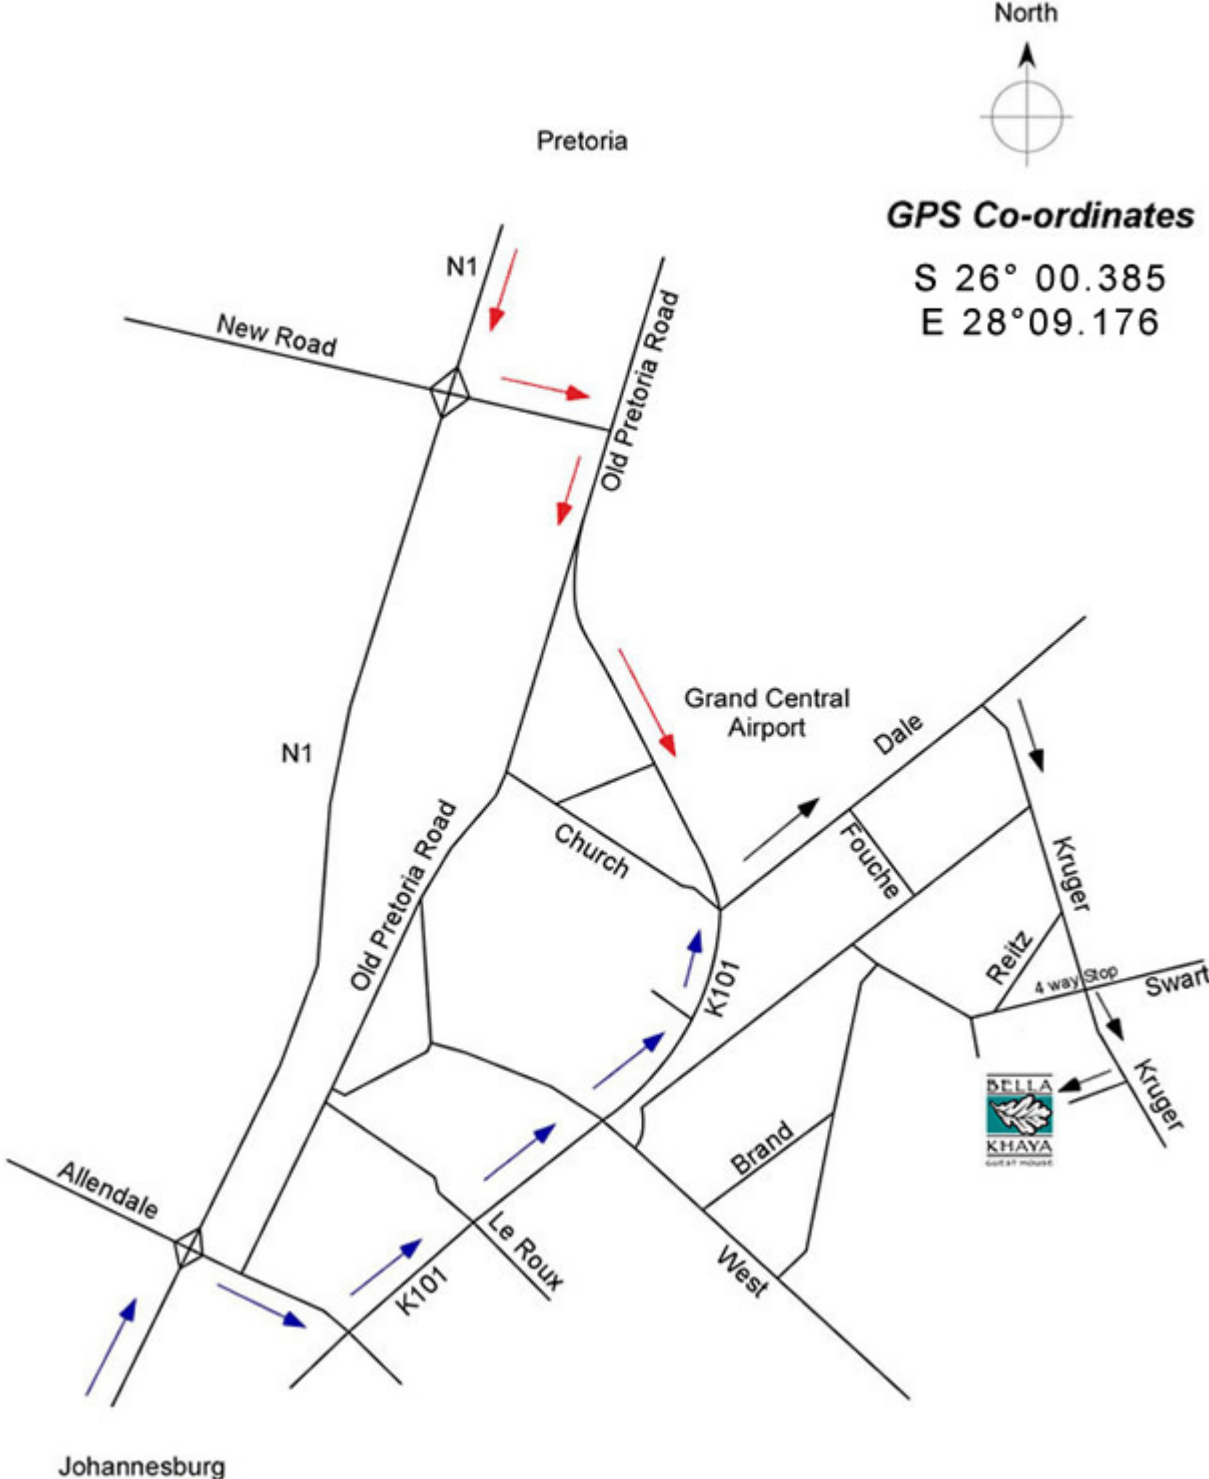 North
Pretoria
GPS Co-ordinates
S 26° 00.385
E 28°09.176
N1
New Road
Old Pretoria Road
Grand Central
Airport
Dale
N1
Church
Fouche
Kruger
Old Pretoria Road
Reitz
4 way Stop
Swart
K101
BELLA
KHAYA
GUEST HOUSE
Kruger
Brand
Allendale
Le Roux
West
K101
Johannesburg